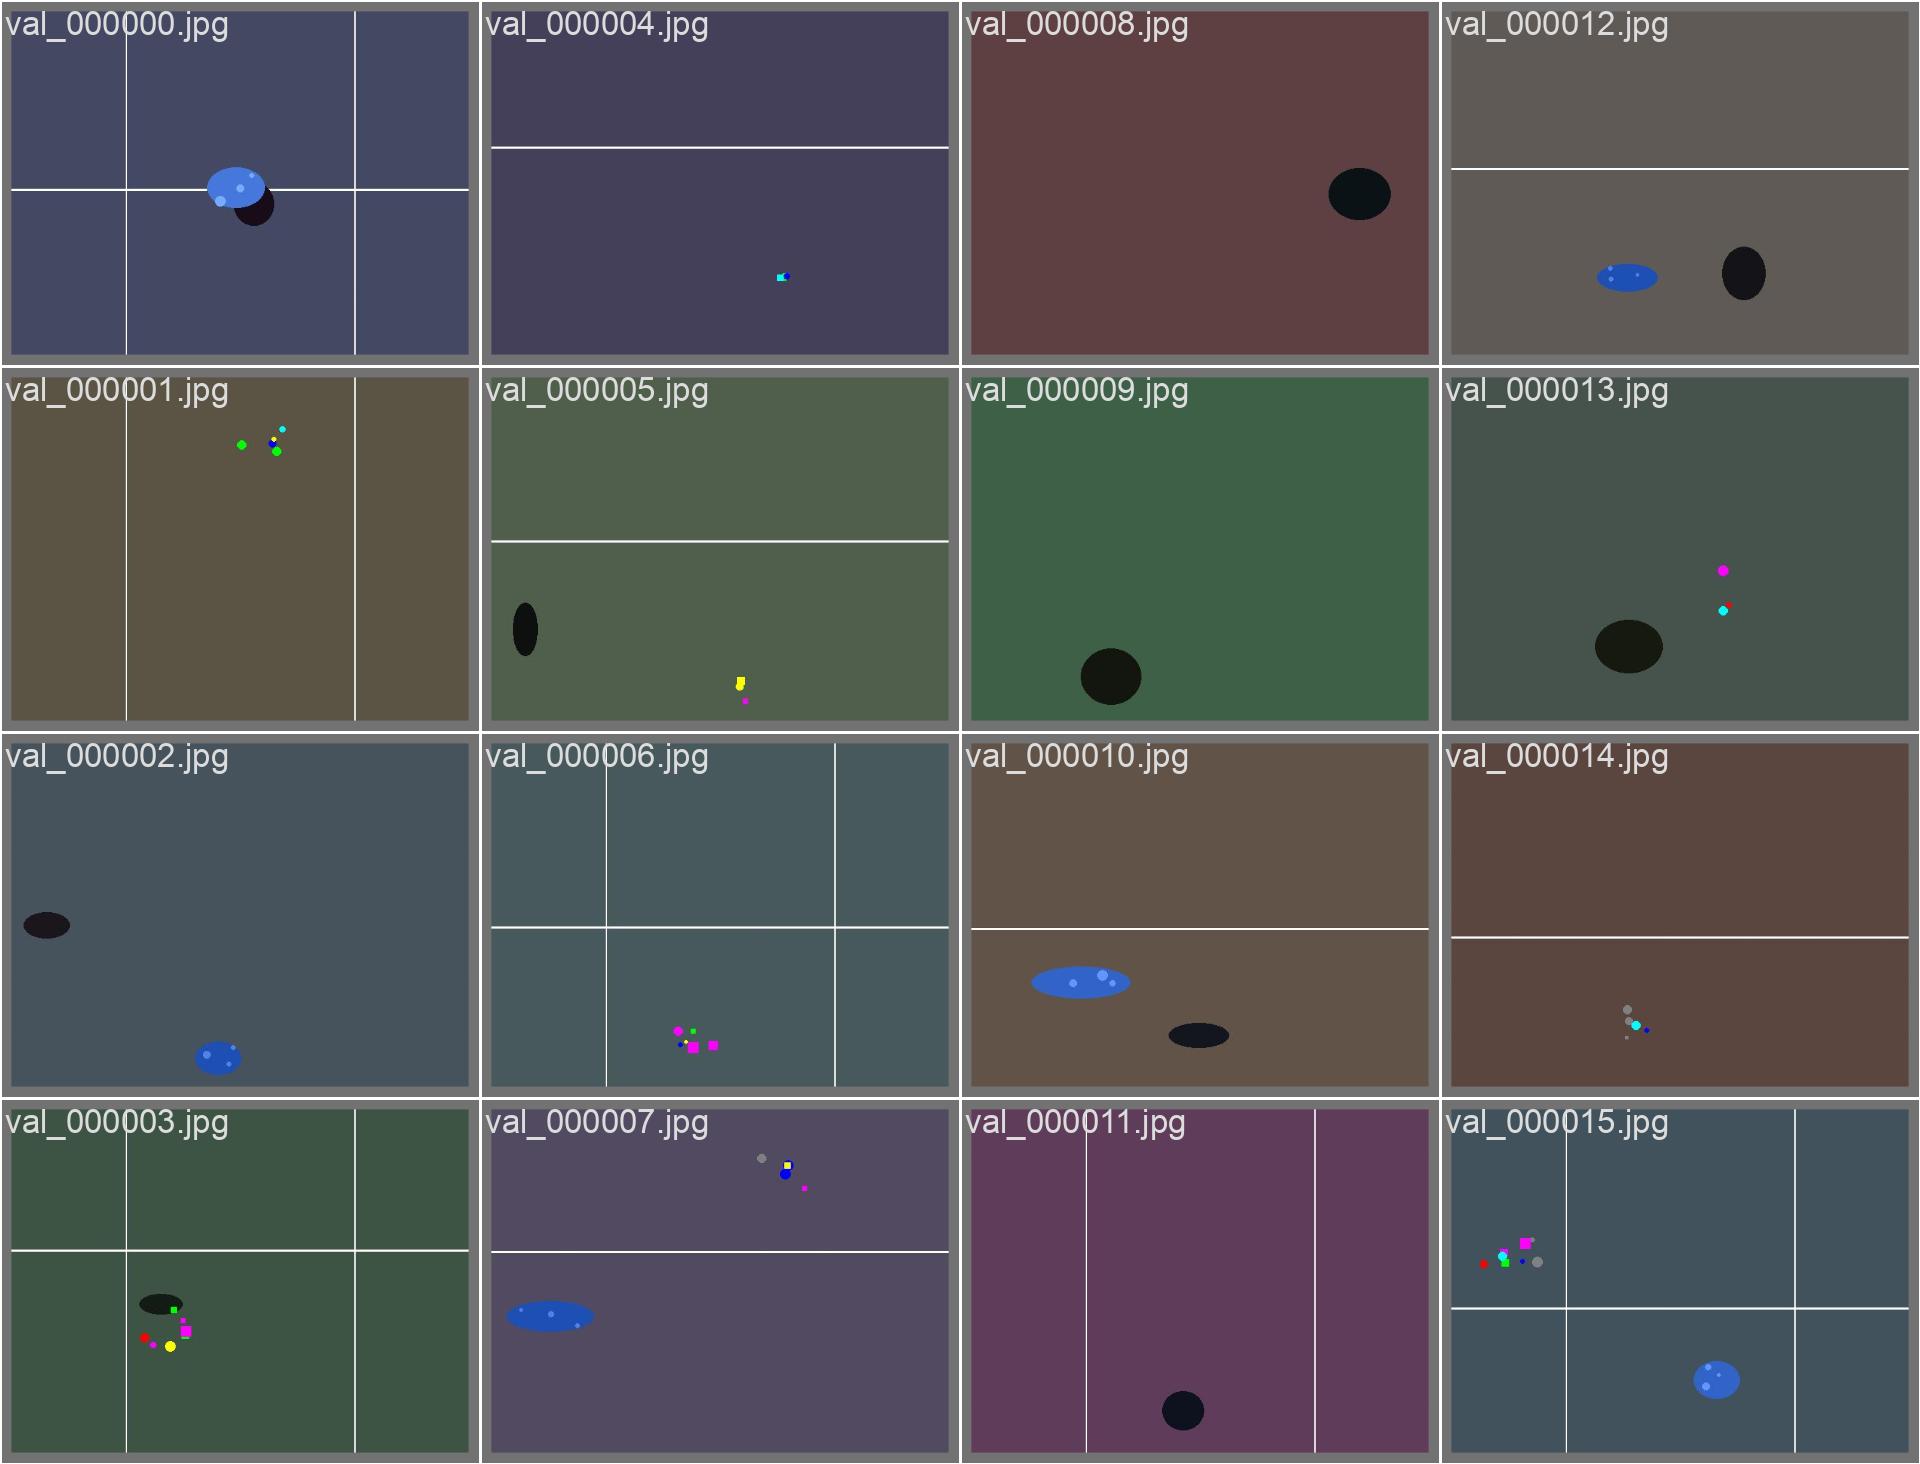 val_000000.jpg val_000004.jpg val_000008.jpg val_000012.jpg
val_000001.jpg val_000005.jpg val_000009.jpg val_000013.jpg
val_000002.jpg val_000006.jpg val_000010.jpg val_000014.jpg
val_000003.jpg val_000007.jpg val_000011.jpg val_000015.jpg